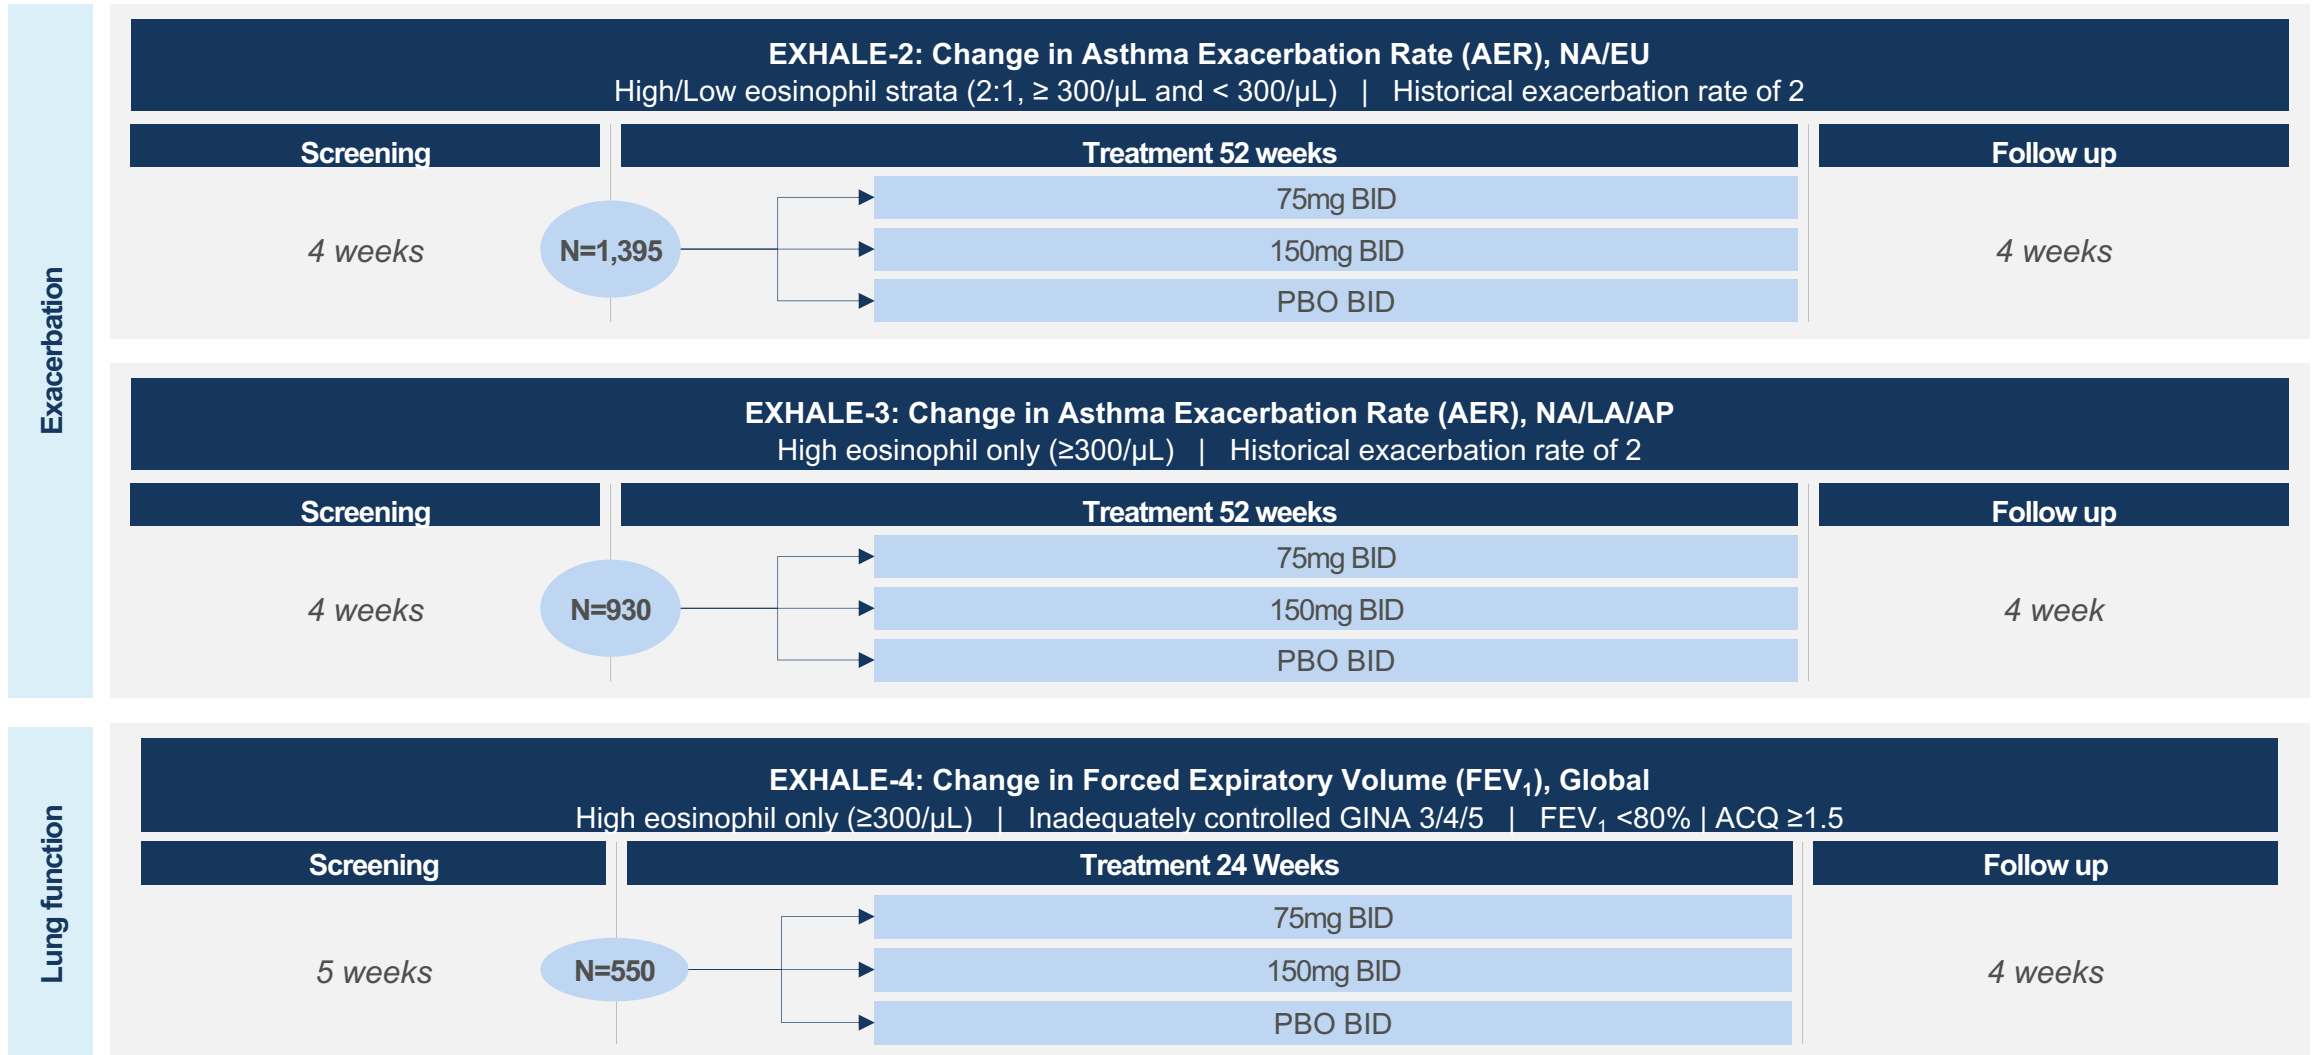 Exacerbation
EXHALE-2: Change in Asthma Exacerbation Rate (AER), NA/EU
High/Low eosinophil strata (2:1, ≥ 300/μL and < 300/μL) | Historical exacerbation rate of 2
Screening
Treatment 52 weeks
Follow up
4 weeks
N=1,395
75mg BID
150mg BID
PBO BID
4 weeks
EXHALE-3: Change in Asthma Exacerbation Rate (AER), NA/LA/AP
High eosinophil only (≥300/μL) | Historical exacerbation rate of 2
Screening
Treatment 52 weeks
Follow up
4 weeks
N=930
75mg BID
150mg BID
PBO BID
4 week
Lung function
EXHALE-4: Change in Forced Expiratory Volume (FEV₁), Global
High eosinophil only (≥300/μL) | Inadequately controlled GINA 3/4/5 | FEV₁ <80% | ACQ ≥1.5
Screening
Treatment 24 Weeks
Follow up
5 weeks
N=550
75mg BID
150mg BID
PBO BID
4 weeks